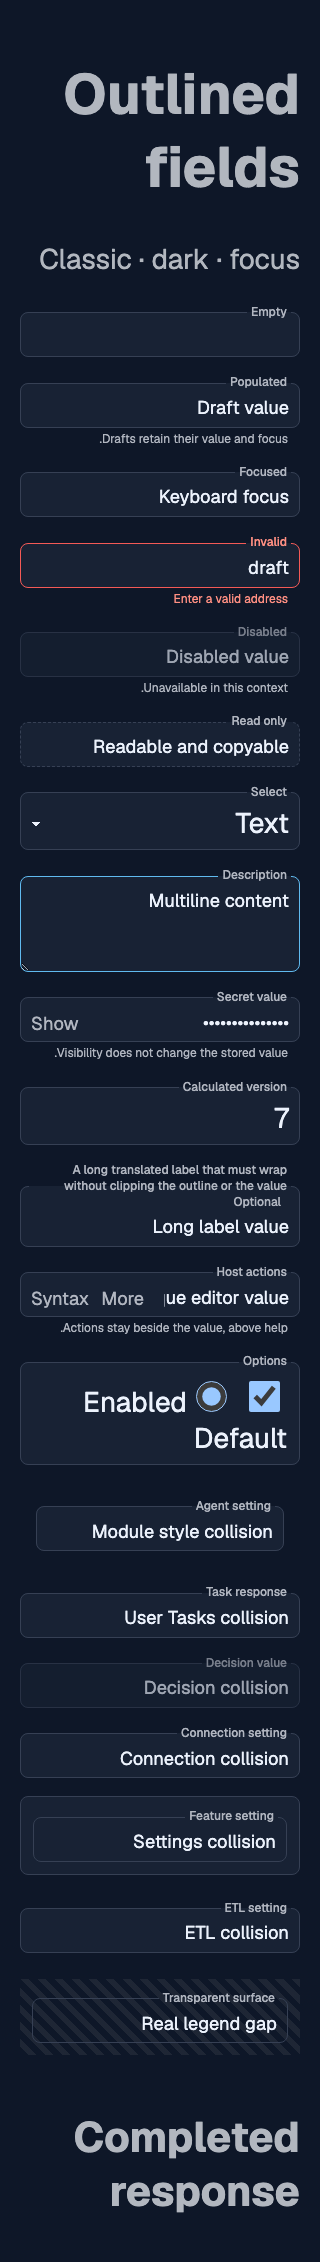 Outlined
fields
Classic · dark · focus
Empty
Populated
Draft value
.Drafts retain their value and focus
Focused
Keyboard focus
Invalid
draft
Enter a valid address
Disabled
Disabled value
.Unavailable in this context
Read only
Readable and copyable
Select
Text
Description
Multiline content
Secret value
Show •••••••••••••••
.Visibility does not change the stored value
Calculated version
7
A long translated label that must wrap
without clipping the outline or the value
Optional
Long label value
Host actions
Syntax More ue editor value
.Actions stay beside the value, above help
Options
Enabled
Default
Agent setting
Module style collision
Task response
User Tasks collision
Decision value
Decision collision
Connection setting
Connection collision
Feature setting
Settings collision
ETL setting
ETL collision
Transparent surface
Real legend gap
Completed
response